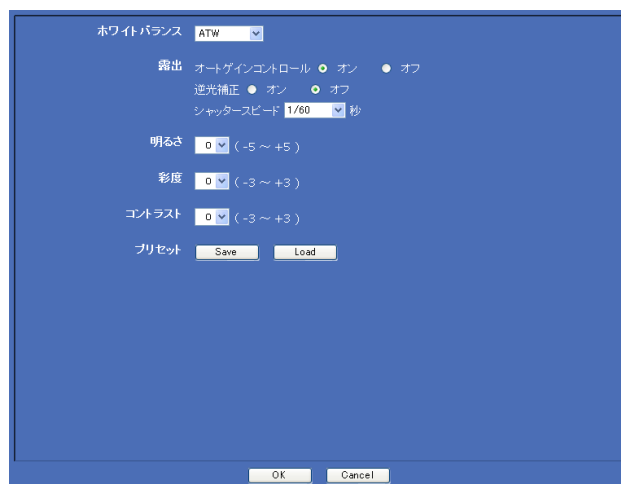 ホワイトバランス ATW
露出 オートゲインコントロール オン オフ
逆光補正 オン オフ
シャッタースピード 1/60 秒
明るさ 0 ( -5 ～ +5 )
彩度 0 ( -3 ～ +3 )
コントラスト 0 ( -3 ～ +3 )
プリセット Save Load
OK Cancel